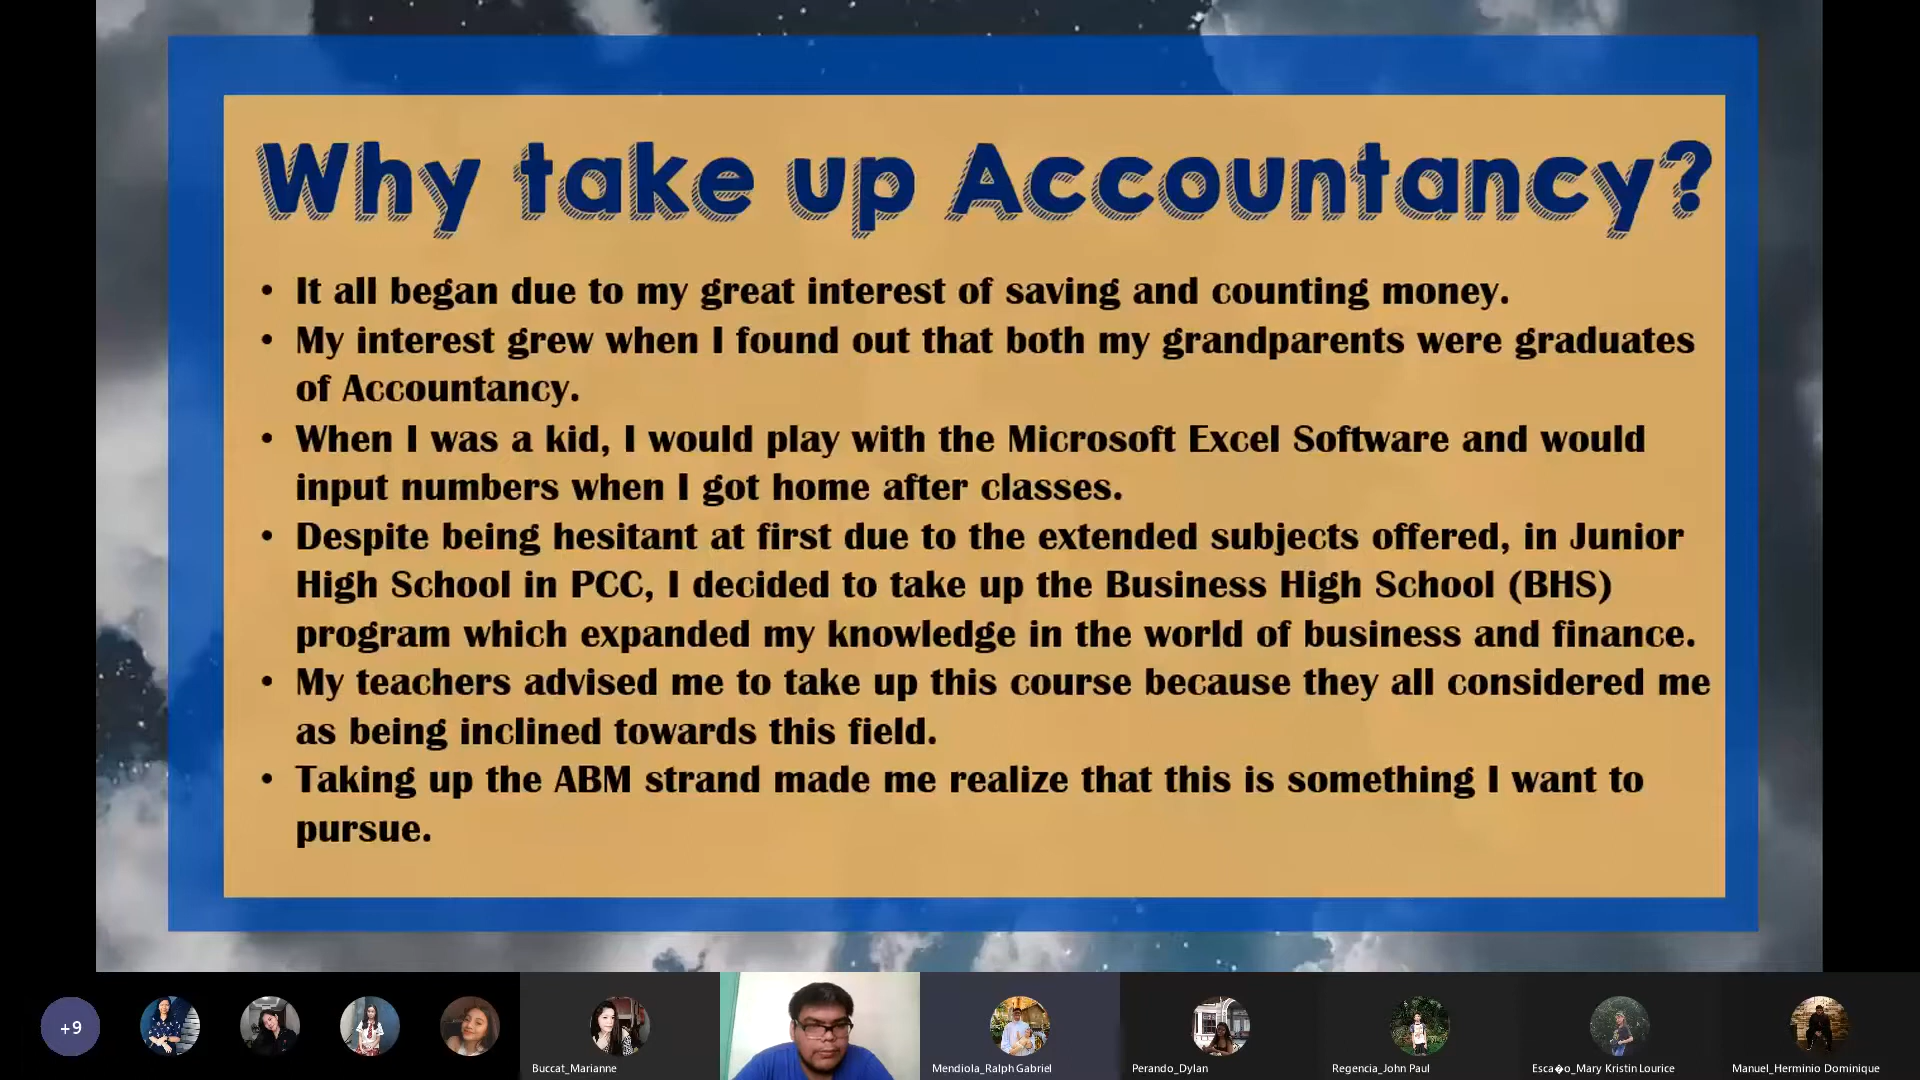 Why take up Accountancy?
• It all began due to my great interest of saving and counting money.
• My interest grew when I found out that both my grandparents were graduates
of Accountancy.
• When I was a kid, I would play with the Microsoft Excel Software and would
input numbers when I got home after classes.
• Despite being hesitant at first due to the extended subjects offered, in Junior
High School in PCC, I decided to take up the Business High School (BHS)
program which expanded my knowledge in the world of business and finance.
• My teachers advised me to take up this course because they all considered me
as being inclined towards this field.
• Taking up the ABM strand made me realize that this is something I want to
pursue.
+9
Buccat_Marianne
Mendiola_Ralph Gabriel
Perando_Dylan
Regencia_John Paul
Esca�o_Mary Kristin Lourice
Manuel_Herminio Dominique